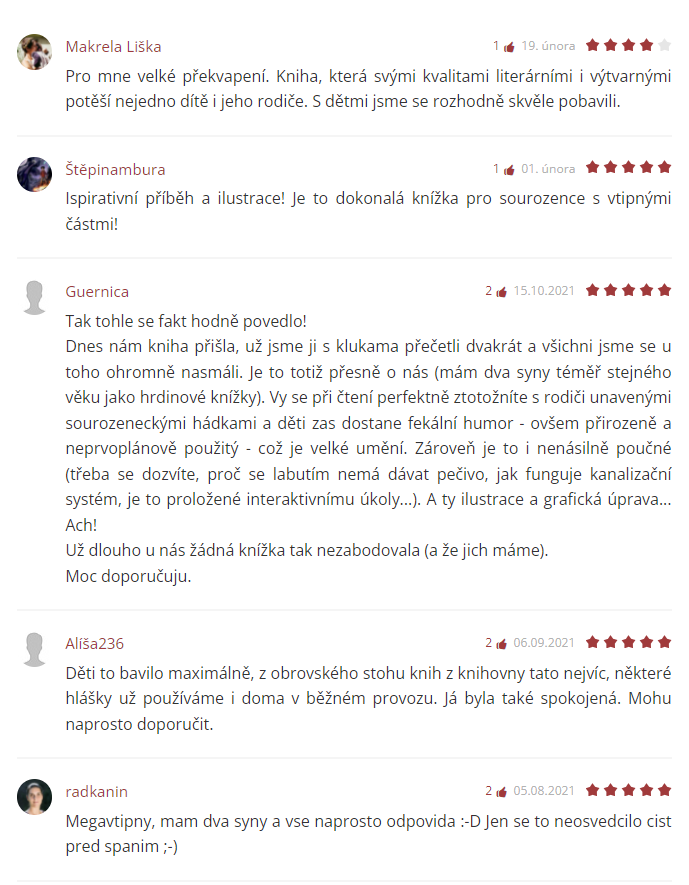 Makrela Liška 1 19. února
Pro mne velké překvapení. Kniha, která svými kvalitami literárními i výtvarnými
potěší nejedno dítě i jeho rodiče. S dětmi jsme se rozhodně skvěle pobavili.
Štěpinambura 1 01. února
Ispirativní příběh a ilustrace! Je to dokonalá knížka pro sourozence s vtipnými
částmi!
Guernica 2 15.10.2021
Tak tohle se fakt hodně povedlo!
Dnes nám kniha přišla, už jsme ji s klukama přečetli dvakrát a všichni jsme se u
toho ohromně nasmáli. Je to totiž přesně o nás (mám dva syny téměř stejného
věku jako hrdinové knížky). Vy se při čtení perfektně ztotožníte s rodiči unavenými
sourozeneckými hádkami a děti zas dostane fekální humor - ovšem přirozeně a
neprvoplánově použitý - což je velké umění. Zároveň je to i nenásilně poučné
(třeba se dozvíte, proč se labutím nemá dávat pečivo, jak funguje kanalizační
systém, je to proložené interaktivnímu úkoly...). A ty ilustrace a grafická úprava...
Ach!
Už dlouho u nás žádná knížka tak nezabodovala (a že jich máme).
Moc doporučuju.
Alíša236 2 06.09.2021
Děti to bavilo maximálně, z obrovského stohu knih z knihovny tato nejvíc, některé
hlášky už používáme i doma v běžném provozu. Já byla také spokojená. Mohu
naprosto doporučit.
radkanin 2 05.08.2021
Megavtipny, mam dva syny a vse naprosto odpovida :-D Jen se to neosvedcilo cist
pred spanim ;-)